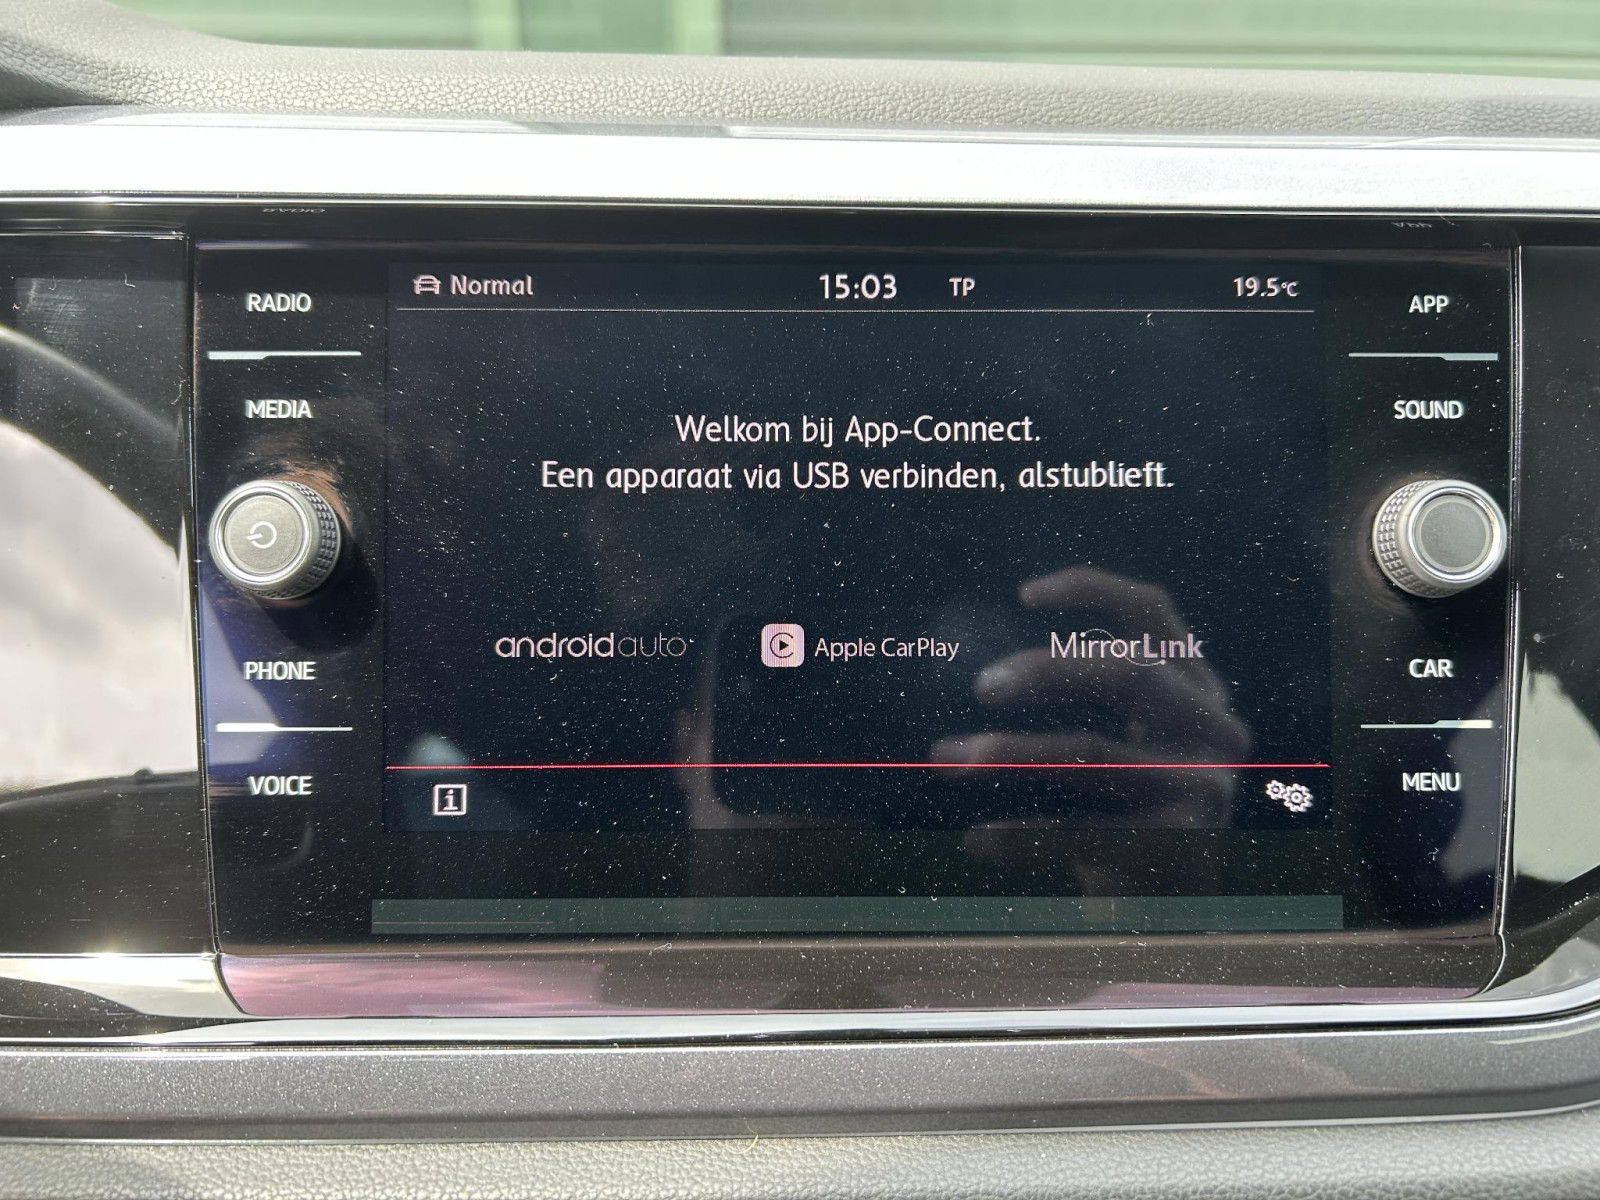 RADIO
MEDIA
PHONE
VOICE
Normal 15:03 TP 19.5°C
Welkom bij App-Connect.
Een apparaat via USB verbinden, alstublieft.
androidauto Apple CarPlay MirrorLink
i
APP
SOUND
CAR
MENU